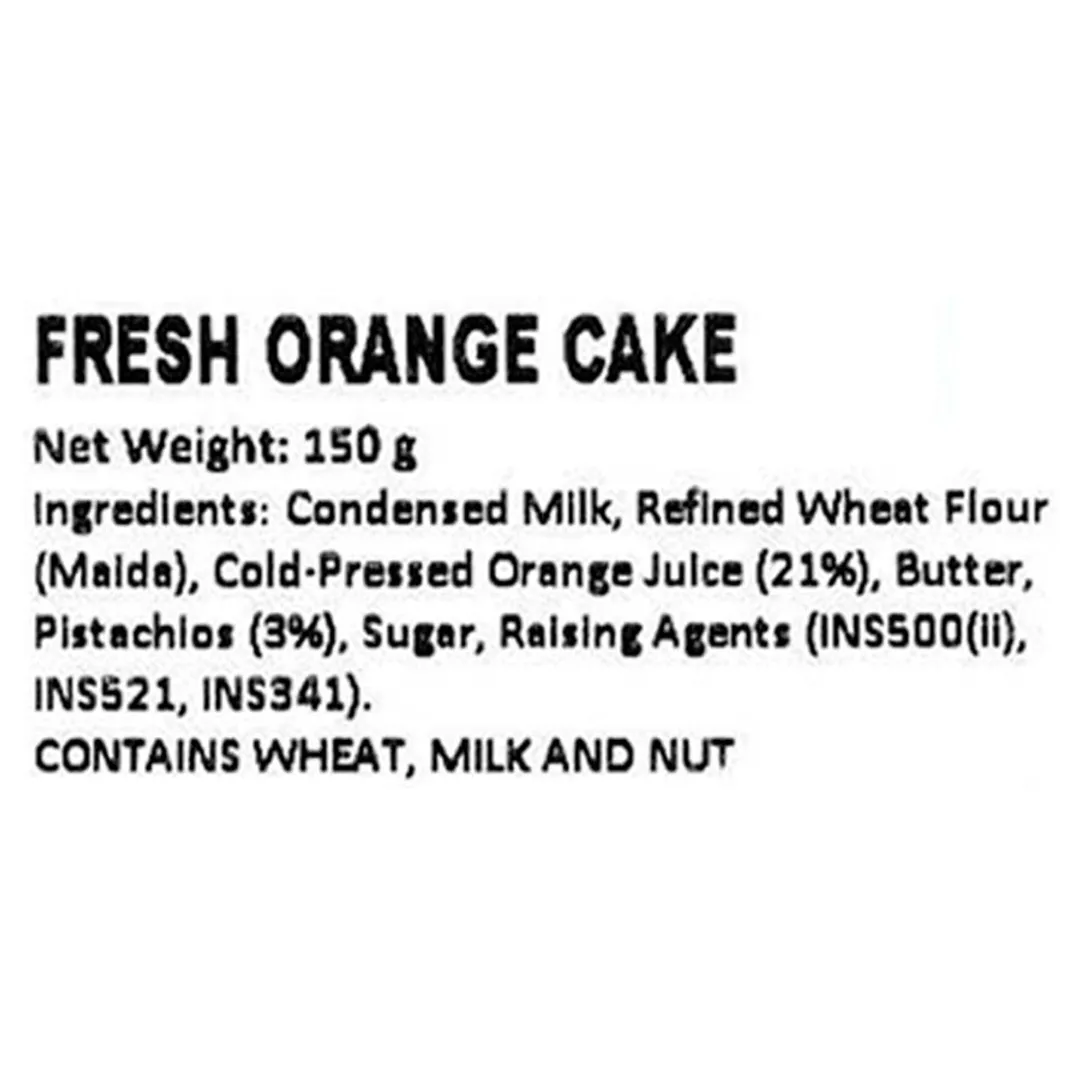 FRESH ORANGE CAKE
Net Weight: 150 g
Ingredients: Condensed Milk, Refined Wheat Flour
(Maida), Cold-Pressed Orange Juice (21%), Butter,
Pistachios (3%), Sugar, Raising Agents (INS500(ii),
INS521, INS341).
CONTAINS WHEAT, MILK AND NUT